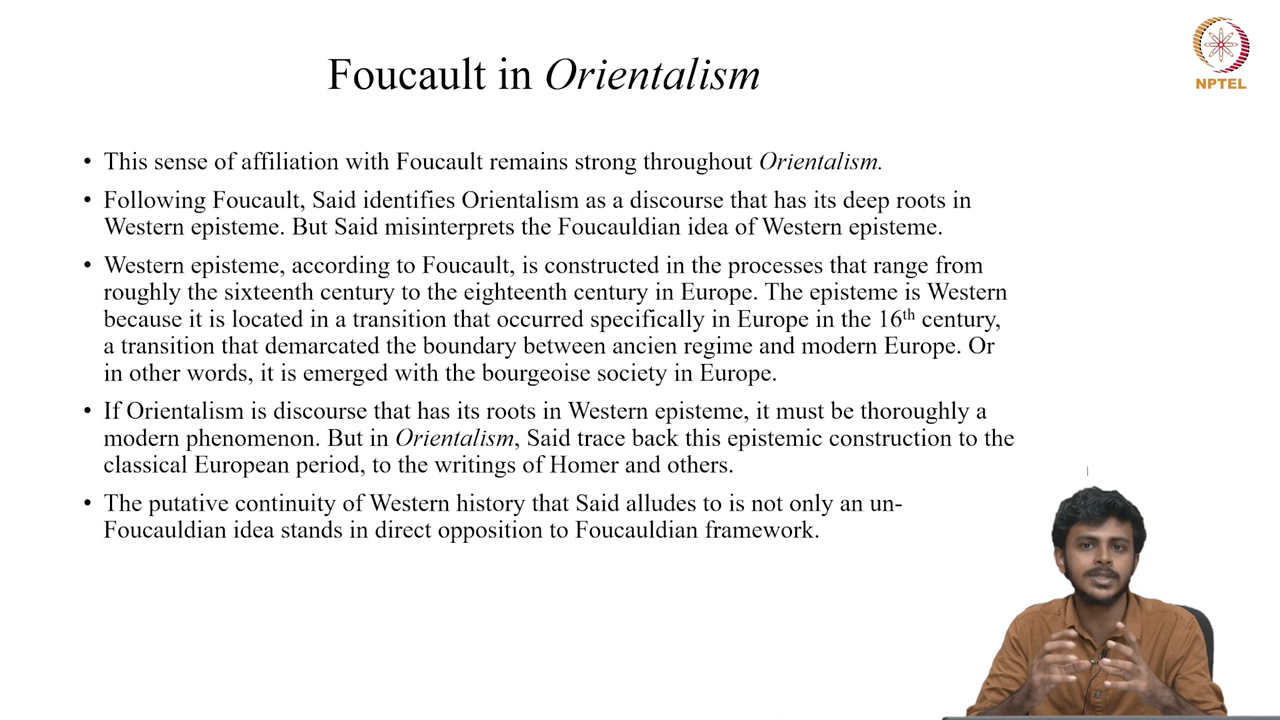 Foucault in Orientalism
NPTEL
• This sense of affiliation with Foucault remains strong throughout Orientalism.
• Following Foucault, Said identifies Orientalism as a discourse that has its deep roots in
Western episteme. But Said misinterprets the Foucauldian idea of Western episteme.
• Western episteme, according to Foucault, is constructed in the processes that range from
roughly the sixteenth century to the eighteenth century in Europe. The episteme is Western
because it is located in a transition that occurred specifically in Europe in the 16th century,
a transition that demarcated the boundary between ancien regime and modern Europe. Or
in other words, it is emerged with the bourgeoise society in Europe.
• If Orientalism is discourse that has its roots in Western episteme, it must be thoroughly a
modern phenomenon. But in Orientalism, Said trace back this epistemic construction to the
classical European period, to the writings of Homer and others.
• The putative continuity of Western history that Said alludes to is not only an un-
Foucauldian idea stands in direct opposition to Foucauldian framework.